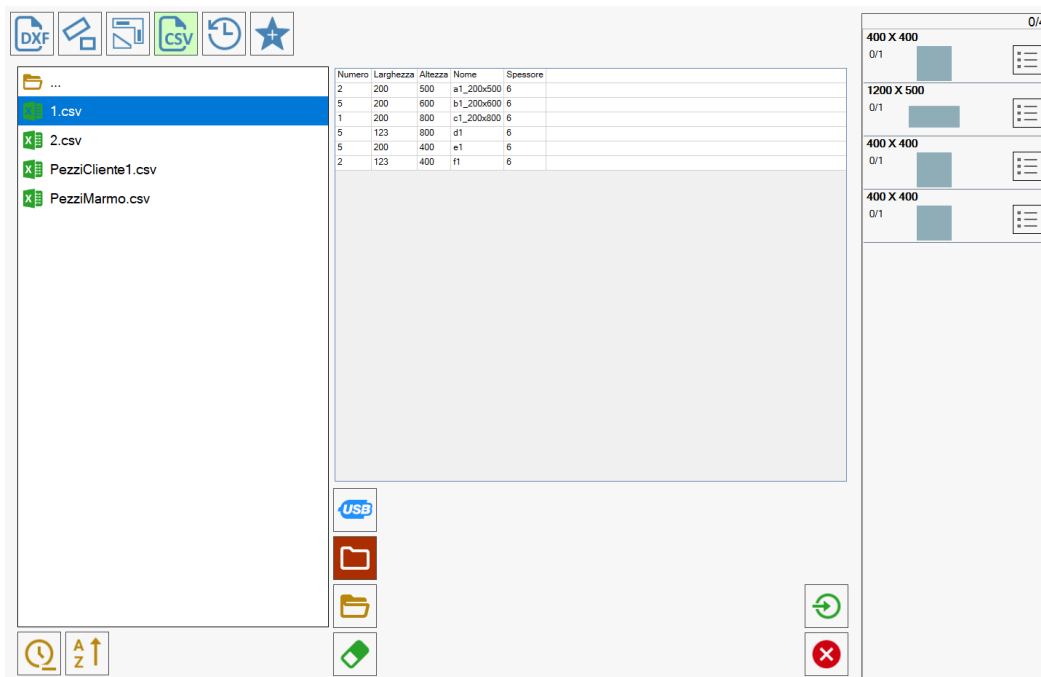 DXF CSV
...
1.csv
2.csv
PezziCliente1.csv
PezziMarmo.csv
A
Z
Numero Larghezza Altezza Nome Spessore
2 200 500 a1_200x500 6
5 200 600 b1_200x600 6
1 200 800 c1_200x800 6
5 123 800 d1 6
5 200 400 e1 6
2 123 400 f1 6
USB
400 X 400
0/1
1200 X 500
0/1
400 X 400
0/1
400 X 400
0/1